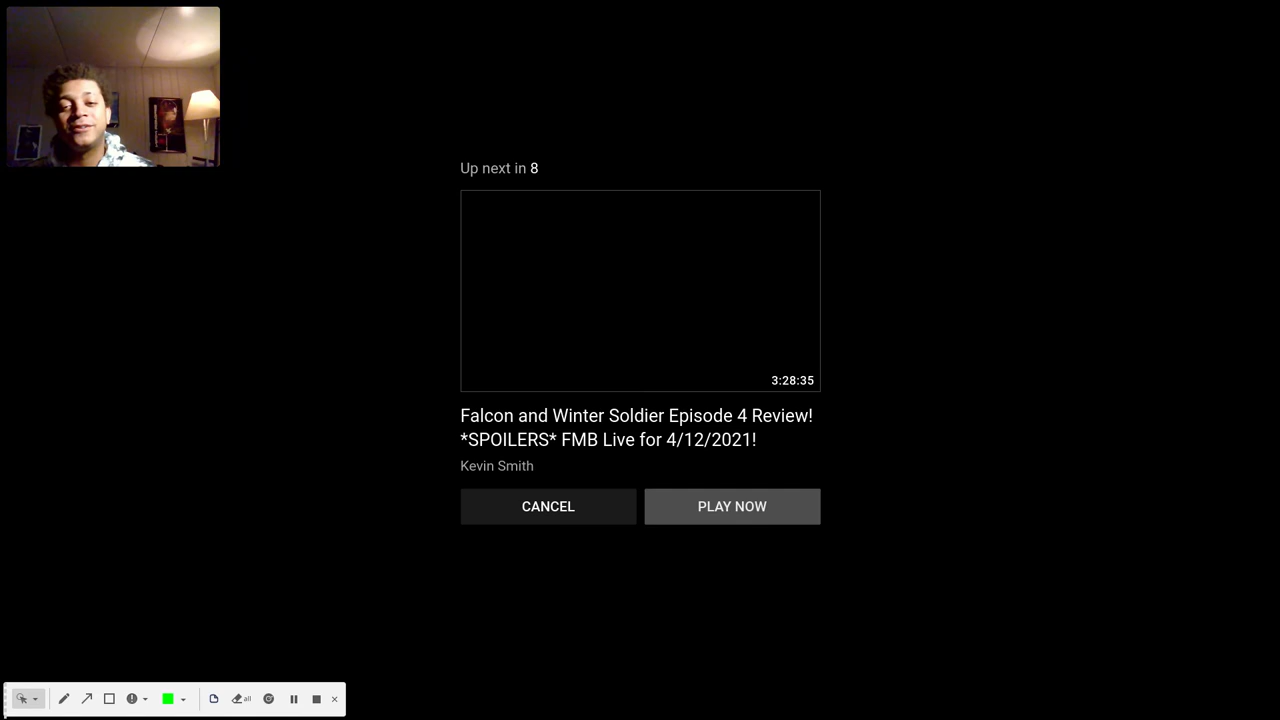 Up next in 8
3:28:35
Falcon and Winter Soldier Episode 4 Review!
*SPOILERS* FMB Live for 4/12/2021!
Kevin Smith
CANCEL
PLAY NOW
all